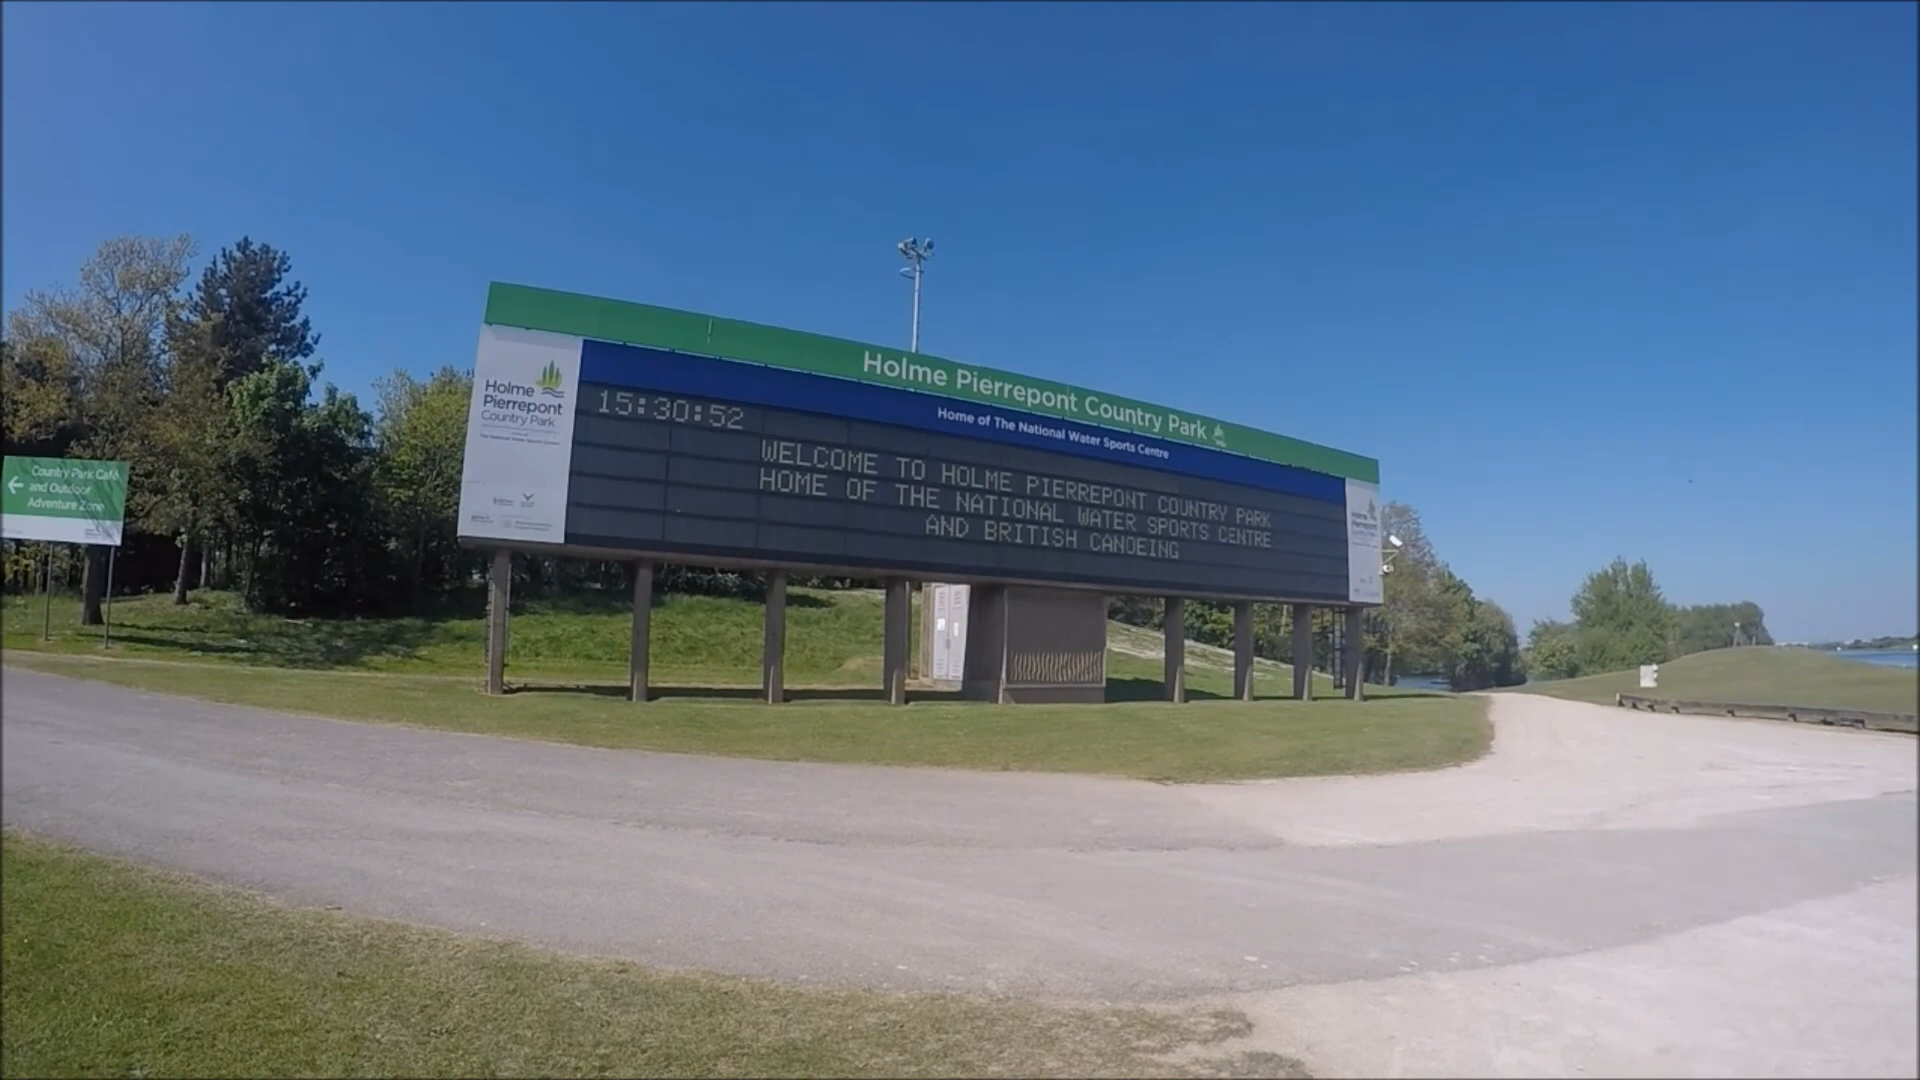 Holme Pierrepont Country Park
Home of The National Water Sports Centre
Holme
Pierrepont
Country Park
15:30:52
WELCOME TO HOLME PIERREPONT COUNTRY PARK
HOME OF THE NATIONAL WATER SPORTS CENTRE
AND BRITISH CANOEING
Holme
Pierrepont
Country Park Café
and Outdoor
Adventure Zone